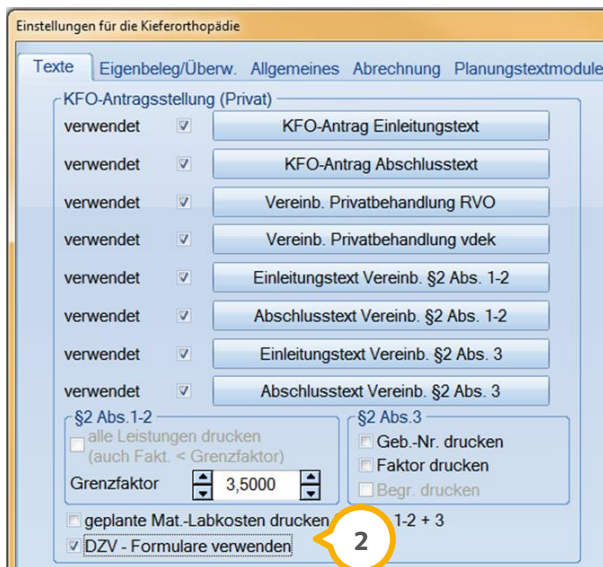 Einstellungen für die Kieferorthopädie
Texte Eigenbeleg/Überw. Allgemeines Abrechnung Planungstextmodule
KFO-Antragsstellung (Privat)
verwendet KFO-Antrag Einleitungstext
verwendet KFO-Antrag Abschlusstext
verwendet Vereinb. Privatbehandlung RVO
verwendet Vereinb. Privatbehandlung vdek
verwendet Einleitungstext Vereinb. §2 Abs. 1-2
verwendet Abschlusstext Vereinb. §2 Abs. 1-2
verwendet Einleitungstext Vereinb. §2 Abs. 3
verwendet Abschlusstext Vereinb. §2 Abs. 3
§2 Abs.1-2 §2 Abs.3
alle Leistungen drucken Geb.-Nr. drucken
(auch Fakt. < Grenzfaktor) Faktor drucken
Grenzfaktor 3,5000 Begr. drucken
geplante Mat.-Labkosten drucken 1-2 + 3
DZV - Formulare verwenden 2